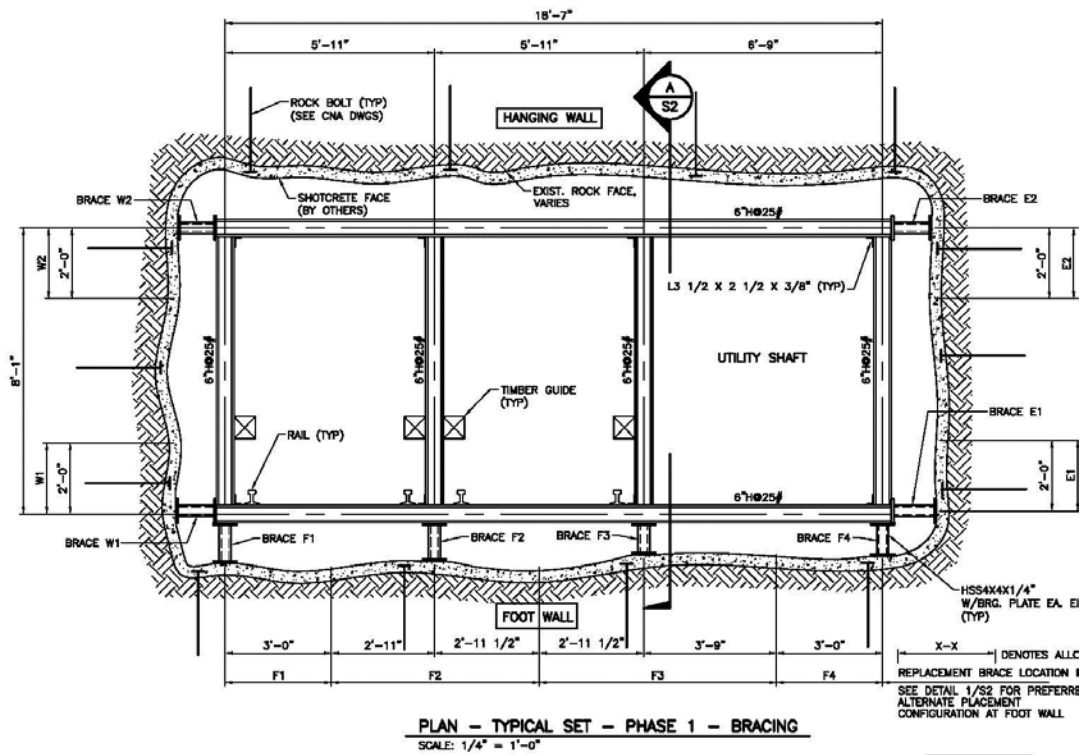 18'-7"
5'-11"
5'-11"
6'-9"
A
S2
ROCK BOLT (TYP)
(SEE CNA DWGS)
HANGING WALL
BRACE W2
SHOTCRETE FACE
(BY OTHERS)
EXIST. ROCK FACE,
VARIES
6"H@25#
BRACE E2
W2
2'-0"
2'-0"
E2
L3 1/2 X 2 1/2 X 3/8" (TYP)
8'-1"
6"H@25#
6"H@25#
6"H@25#
UTILITY SHAFT
6"H@25#
TIMBER GUIDE
(TYP)
BRACE E1
RAIL (TYP)
W1
2'-0"
2'-0"
E1
6"H@25#
BRACE W1
BRACE F1
BRACE F2
BRACE F3
BRACE F4
HSS4X4X1/4"
W/BRG. PLATE EA.
(TYP)
FOOT WALL
3'-0"
2'-11"
2'-11 1/2"
2'-11 1/2"
3'-9"
3'-0"
X-X
DENOTES
F1
F2
F3
F4
REPLACEMENT BRACE LOCATION
SEE DETAIL 1/S2 FOR
ALTERNATE PLACEMENT
CONFIGURATION AT FOOT WALL
PLAN - TYPICAL SET - PHASE 1 - BRACING
SCALE: 1/4" = 1'-0"